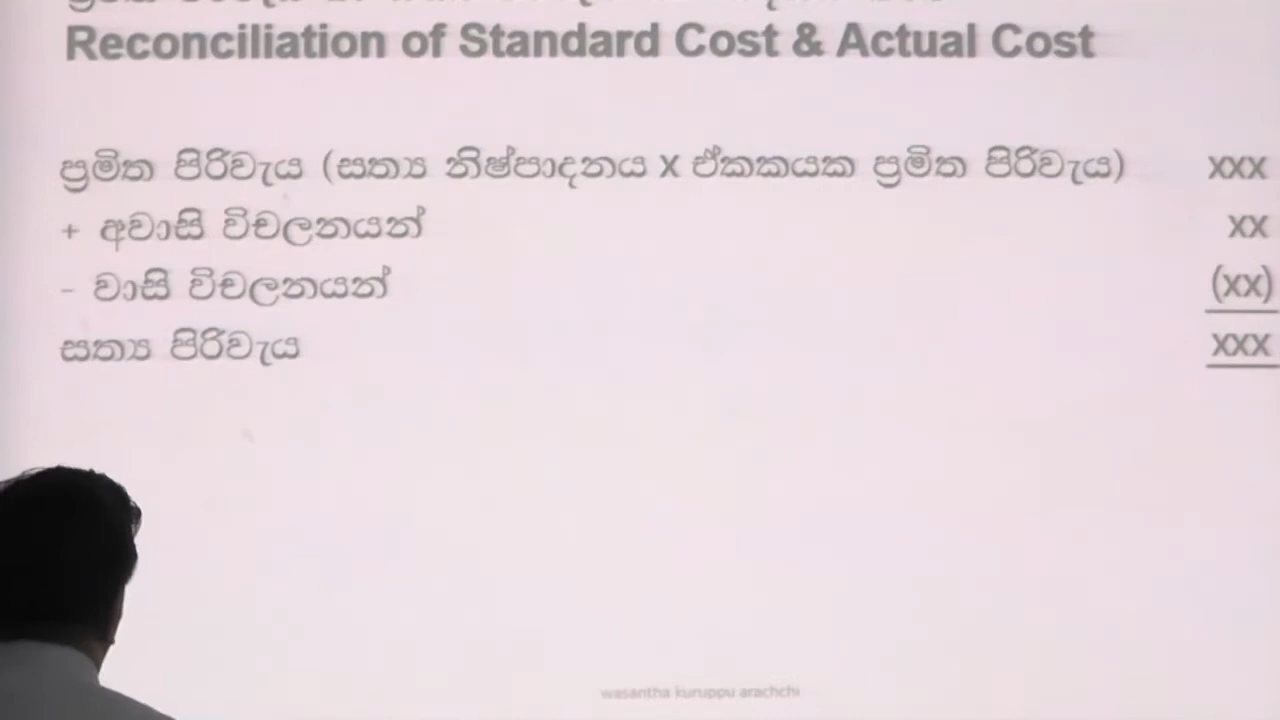 Reconciliation of Standard Cost & Actual Cost
ප්‍රමිත පිරිවැය (සත්‍ය නිෂ්පාදනය x ඒකකයක ප්‍රමිත පිරිවැය) xxx
+ අවාසි විචලනයන් xx
- වාසි විචලනයන් (xx)
සත්‍ය පිරිවැය xxx
wasantha kuruppu arachchi